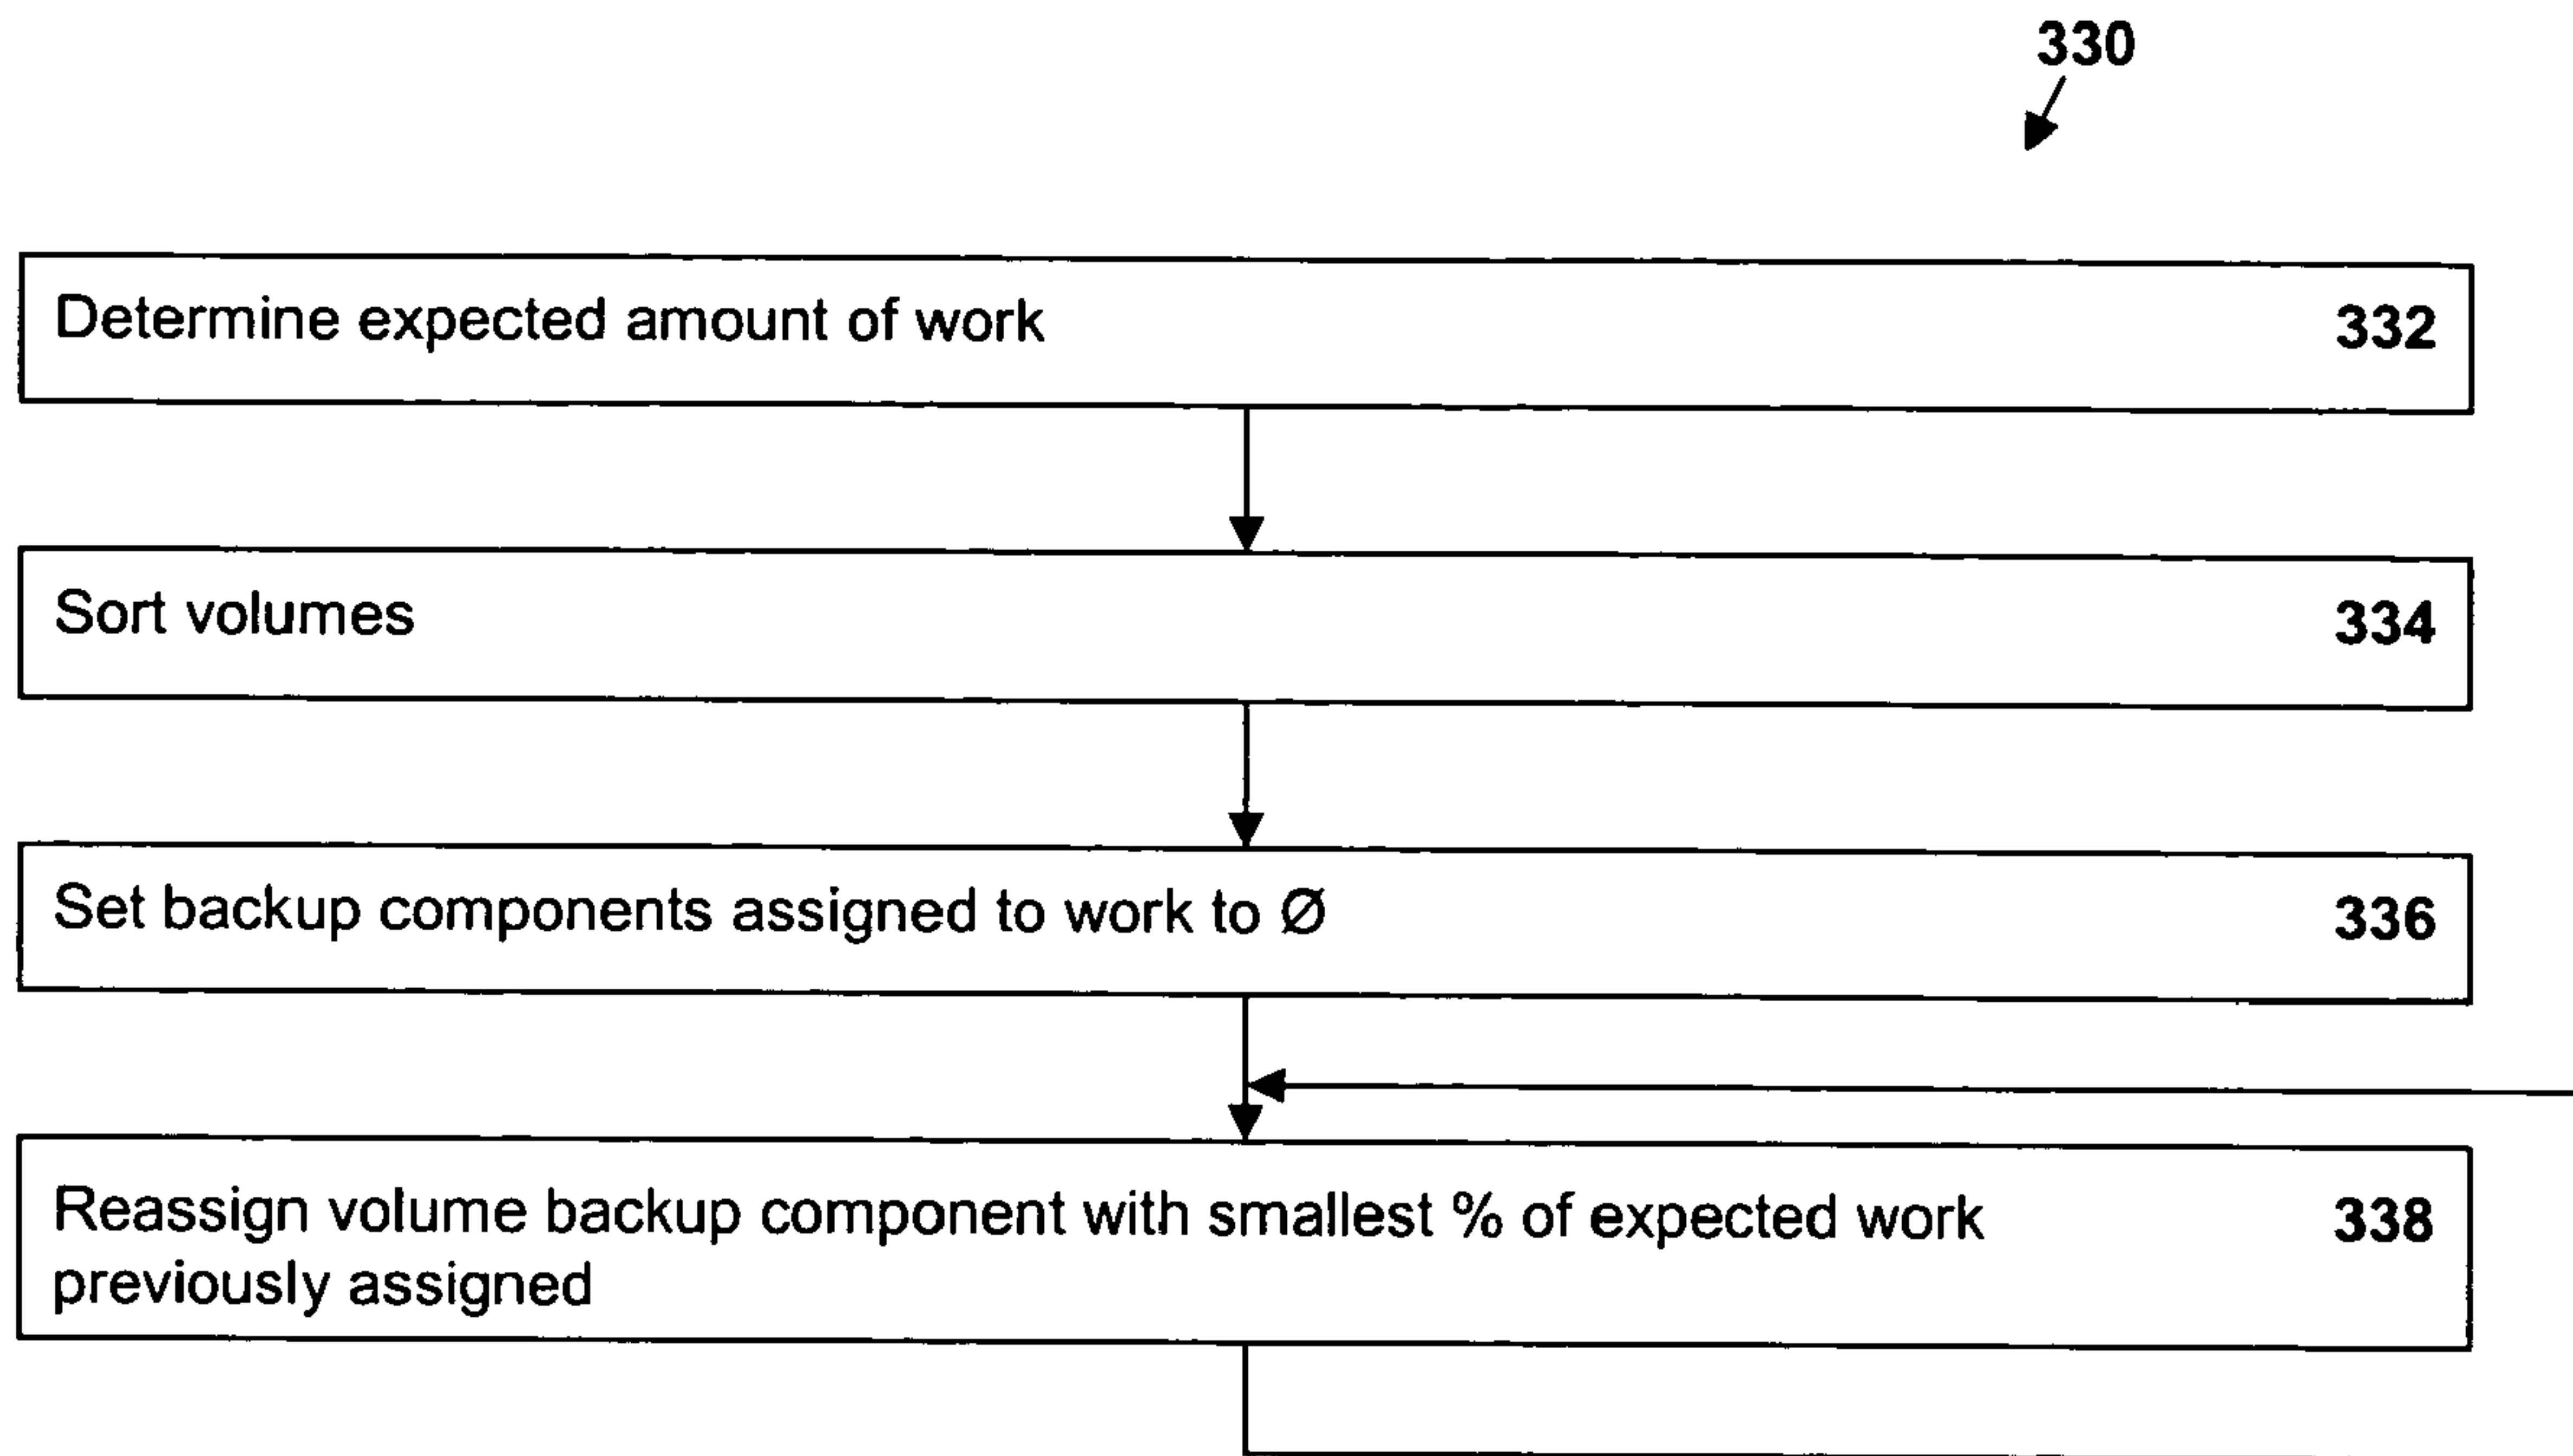 330
Determine expected amount of work 332
Sort volumes 334
Set backup components assigned to work to Ø 336
Reassign volume backup component with smallest % of expected work 338
previously assigned